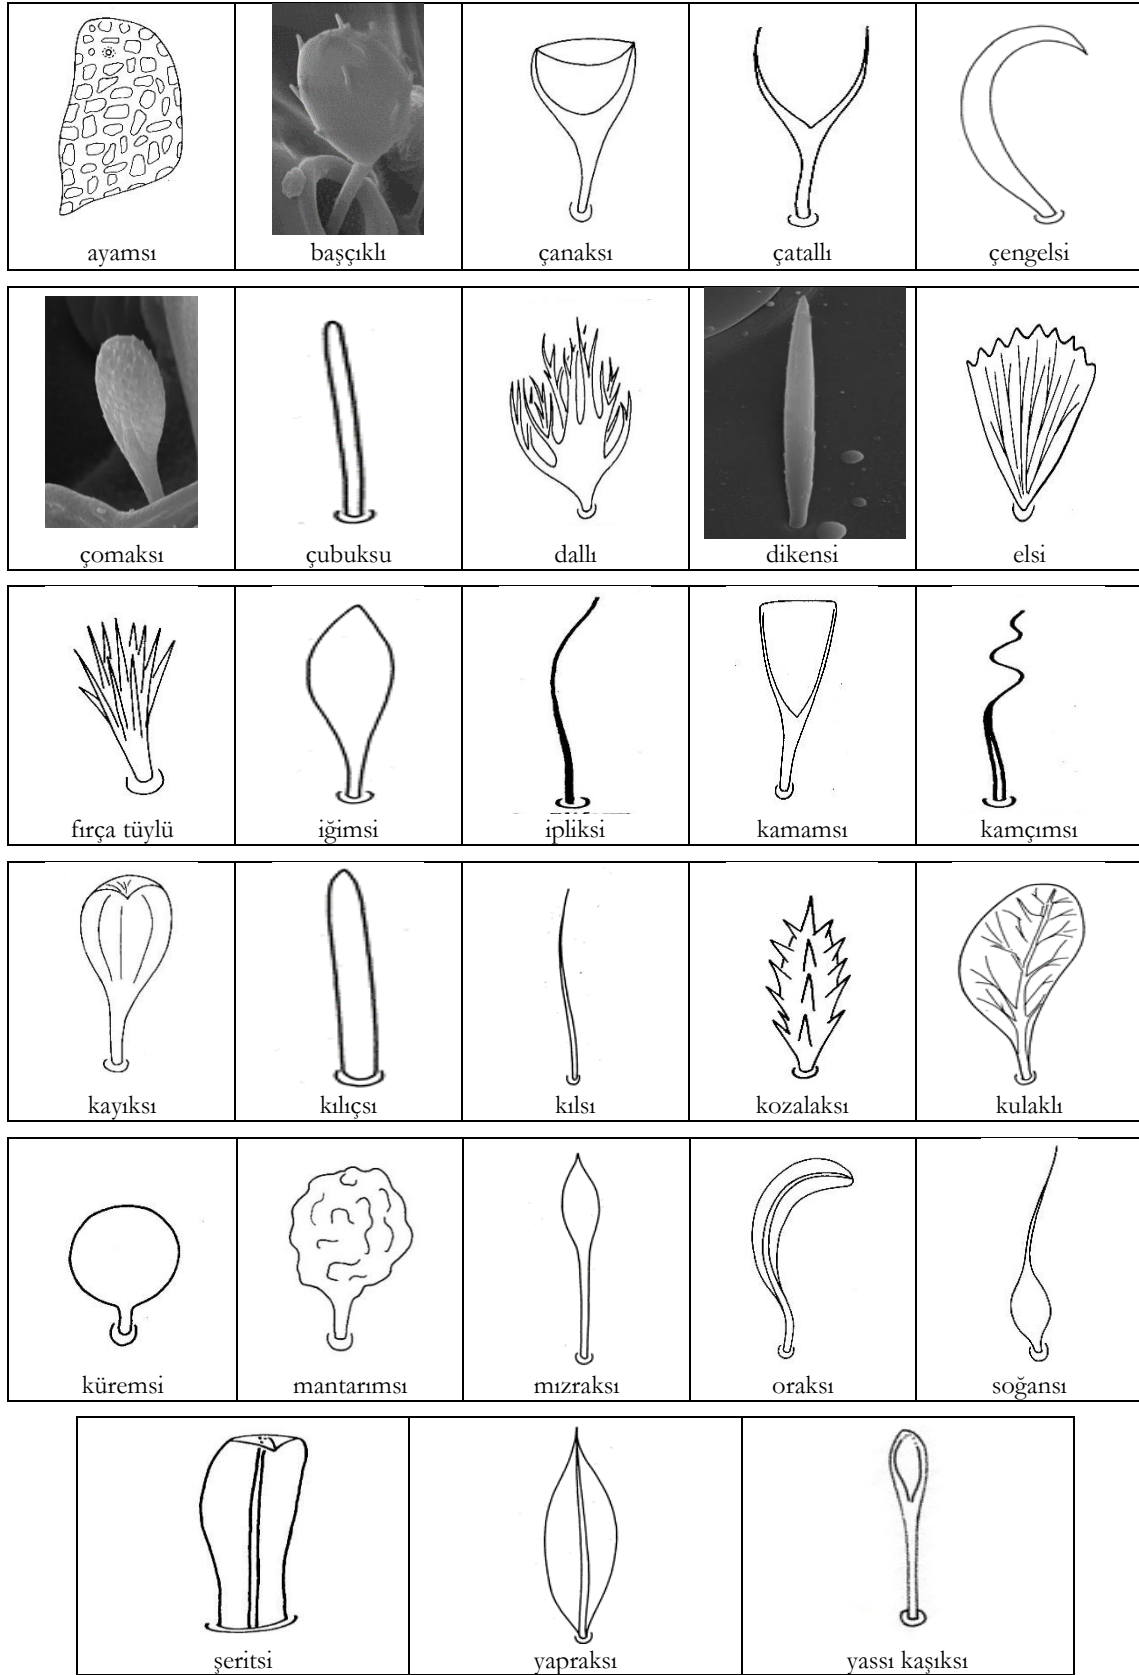 ayamsı başçıklı çanaksı çatallı çengelsi
çomaksı çubuksu dallı dikensi elsi
fırça tüylü iğimsi ipliksi kamamsı kamçımsı
kayıksı kılıçsı kılsı kozalaksı kulaklı
küremsi mantarımsı mızraksı oraksı soğansı
şeritsi yapraksı yassı kaşıksı